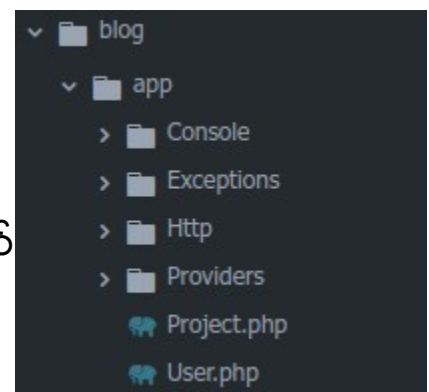 blog
app
Console
Exceptions
Http
Providers
Project.php
User.php